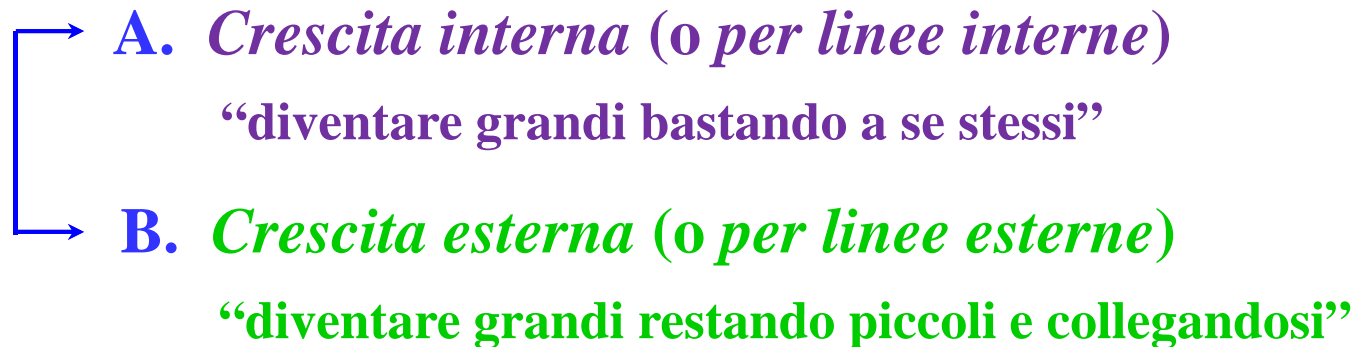 A. Crescita interna (o per linee interne)
“diventare grandi bastando a se stessi”
B. Crescita esterna (o per linee esterne)
“diventare grandi restando piccoli e collegandosi”